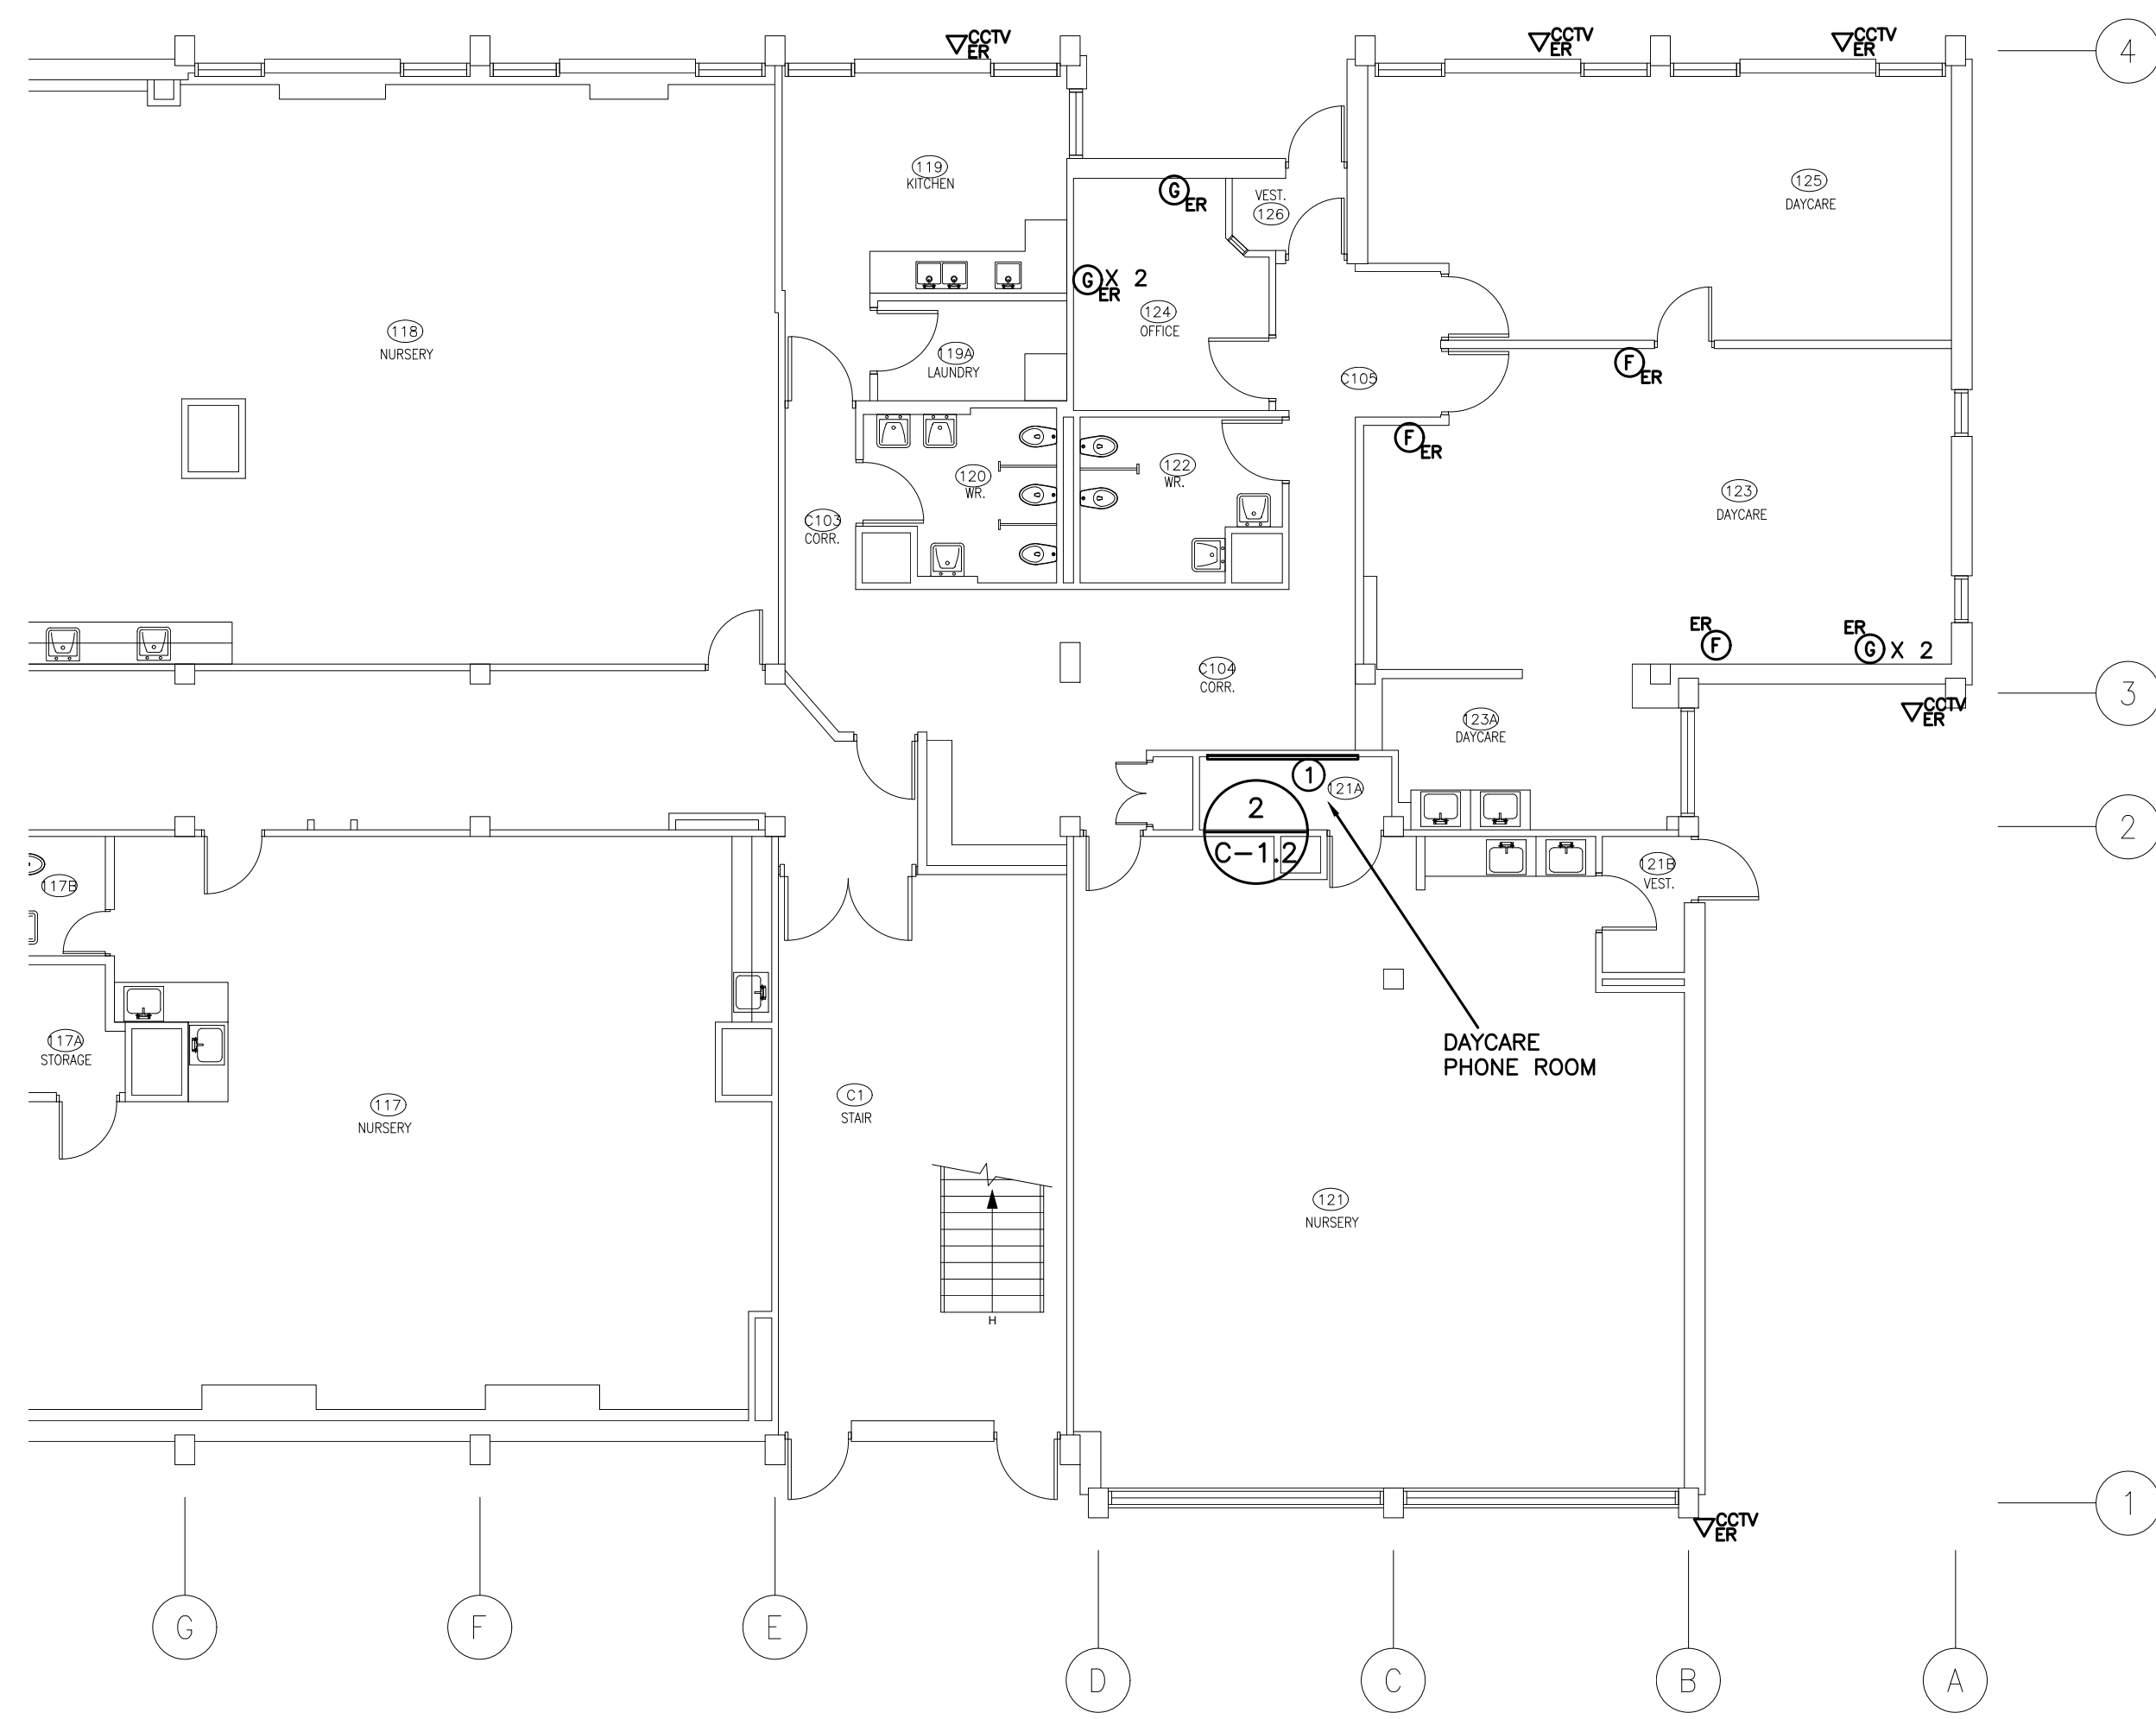 CCTV
ER
CCTV
ER
CCTV
ER
4
119
KITCHEN
G
ER
VEST.
126
125
DAYCARE
G X 2
ER
124
OFFICE
118
NURSERY
119A
LAUNDRY
C105
F
ER
F
ER
120
WR.
122
WR.
123
DAYCARE
C103
CORR.
ER
F
ER
G X 2
C104
CORR.
3
CCTV
ER
123A
DAYCARE
1
121A
2
C-1.2
2
117B
121B
VEST.
117A
STORAGE
DAYCARE
PHONE ROOM
117
NURSERY
C1
STAIR
121
NURSERY
H
1
CCTV
ER
G
F
E
D
C
B
A